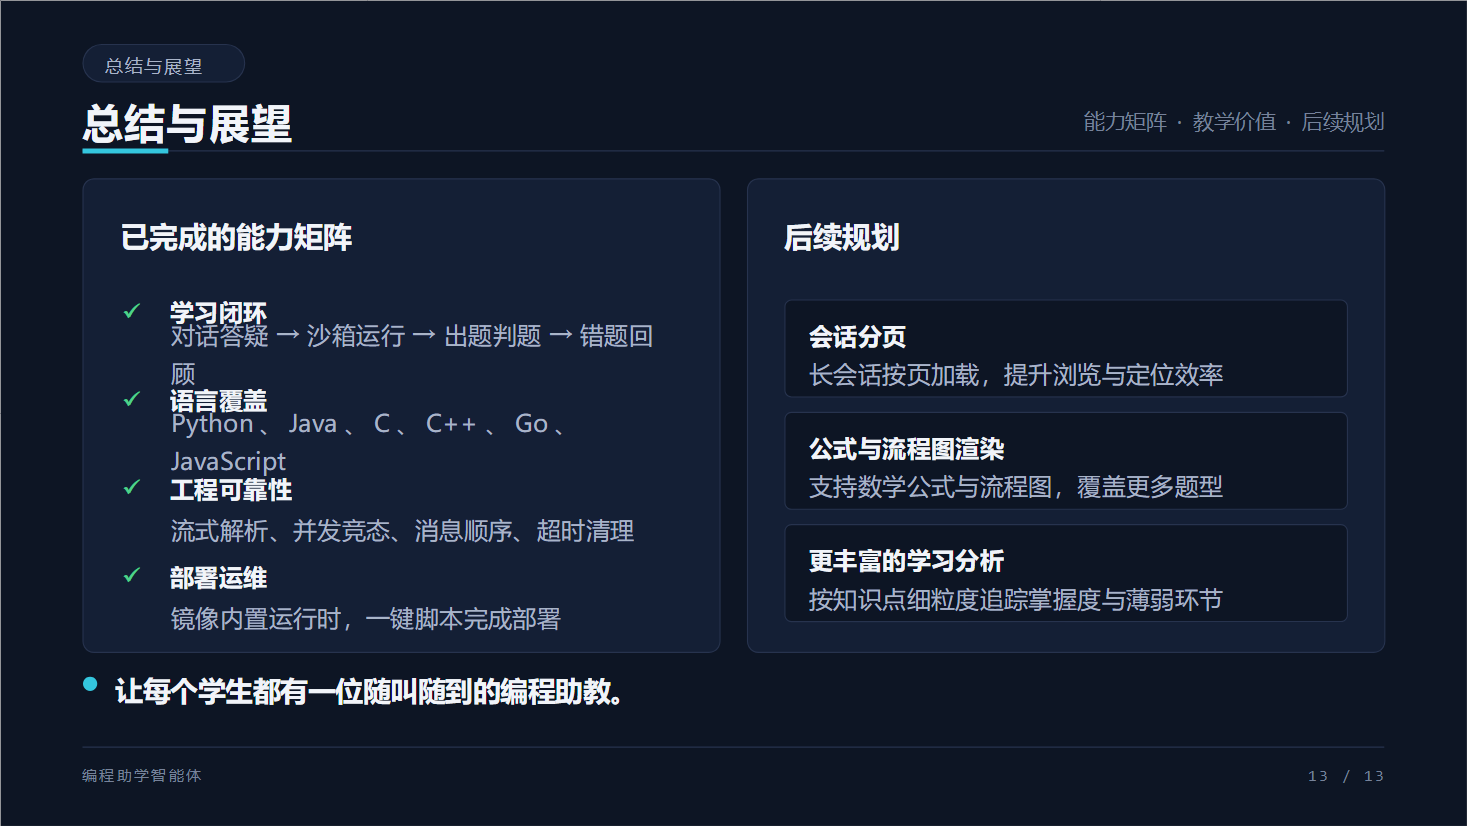 总结与展望
总结与展望
能力矩阵 · 教学价值 · 后续规划
已完成的能力矩阵
✓ 学习闭环
对话答疑 → 沙箱运行 → 出题判题 → 错题回
顾
✓ 语言覆盖
Python 、 Java 、 C 、 C++ 、 Go 、
JavaScript
✓ 工程可靠性
流式解析、并发竞态、消息顺序、超时清理
✓ 部署运维
镜像内置运行时，一键脚本完成部署
后续规划
会话分页
长会话按页加载，提升浏览与定位效率
公式与流程图渲染
支持数学公式与流程图，覆盖更多题型
更丰富的学习分析
按知识点细粒度追踪掌握度与薄弱环节
让每个学生都有一位随叫随到的编程助教。
编程助学智能体
13 / 13